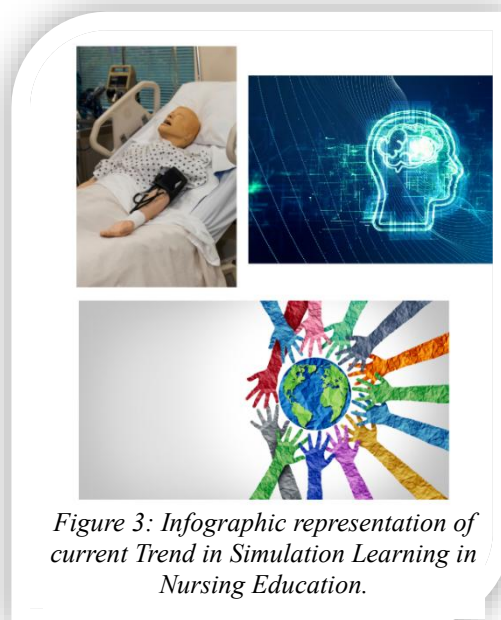 Figure 3: Infographic representation of
current Trend in Simulation Learning in
Nursing Education.